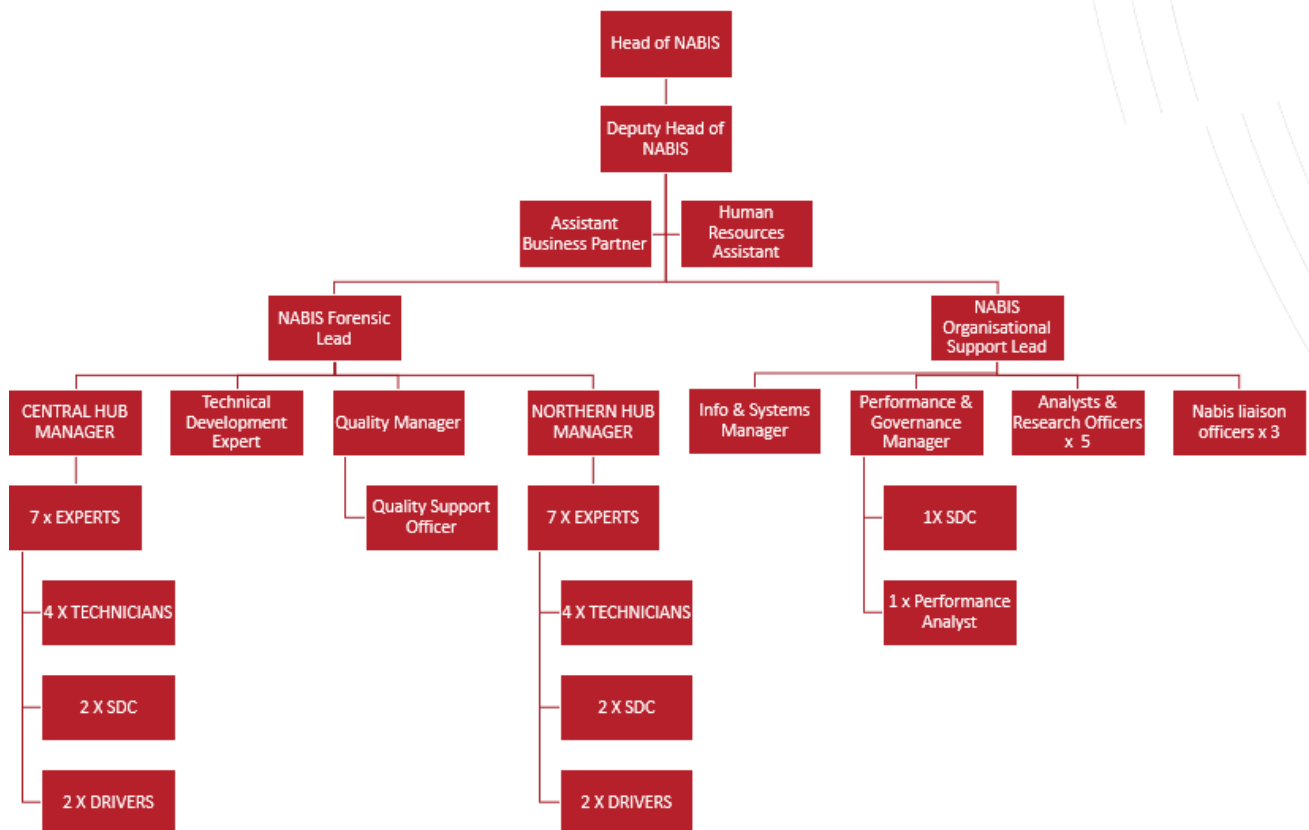 Head of NABIS
Deputy Head of
NABIS
Assistant
Business Partner
Human
Resources
Assistant
NABIS Forensic
Lead
NABIS
Organisational
Support Lead
CENTRAL HUB
MANAGER
Technical
Development
Expert
Quality Manager
NORTHERN HUB
MANAGER
Info & Systems
Manager
Performance &
Governance
Manager
Analysts &
Research Officers
x 5
Nabis liaison
officers x 3
7 x EXPERTS
Quality Support
Officer
7 X EXPERTS
1X SDC
4 X TECHNICIANS
4 X TECHNICIANS
1 x Performance
Analyst
2 X SDC
2 X SDC
2 X DRIVERS
2 X DRIVERS